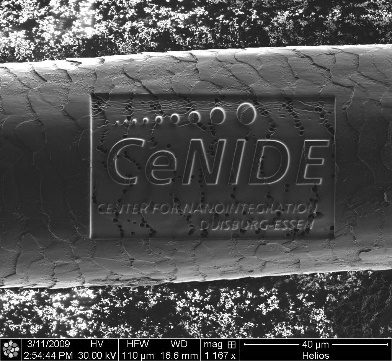 CeNIDE
CENTER FOR NANOINTEGRATION
DUISBURG-ESSEN
3/11/2009 HV HFW WD mag 40 µm
2:54:44 PM 30.00 kV 110 µm 16.6 mm 1 167 x Helios